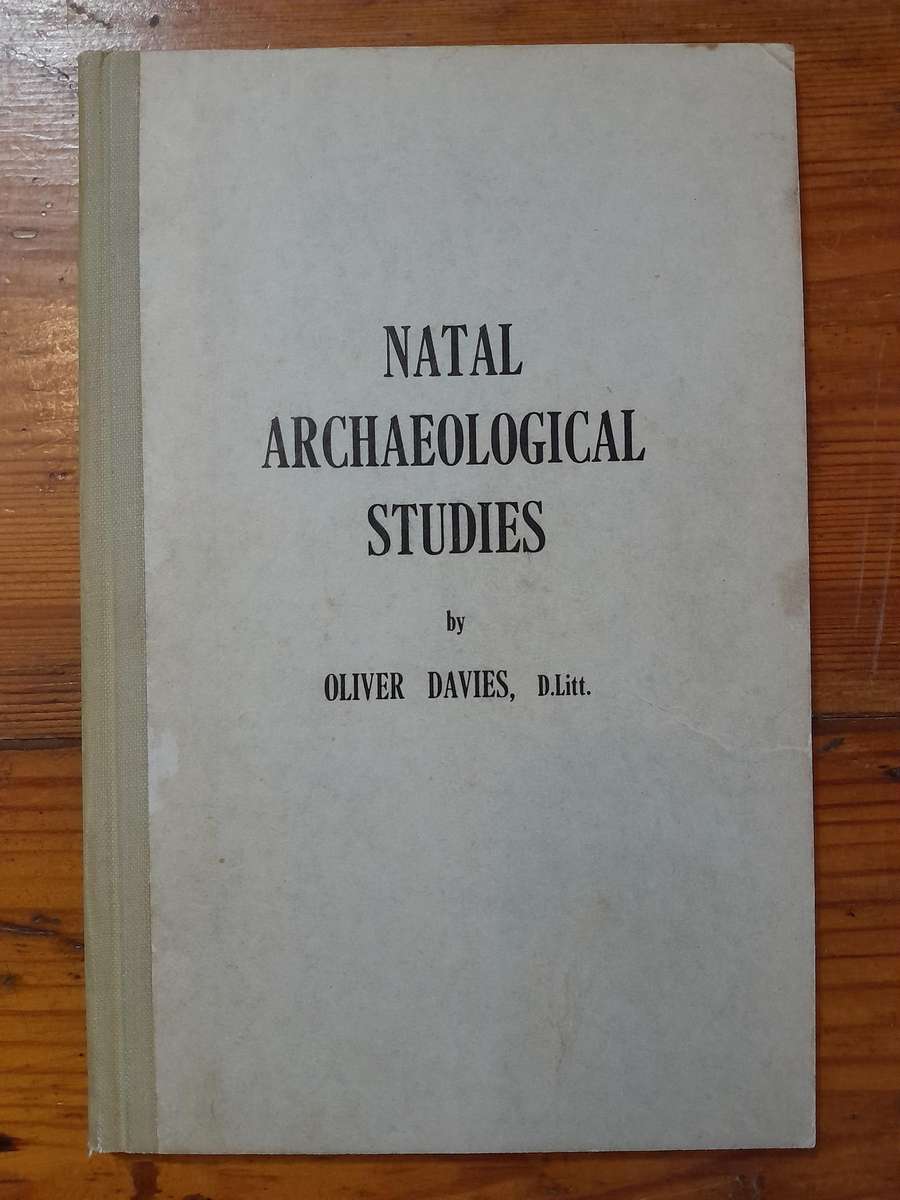 NATAL
ARCHAEOLOGICAL
STUDIES
by
OLIVER DAVIES, D.Litt.